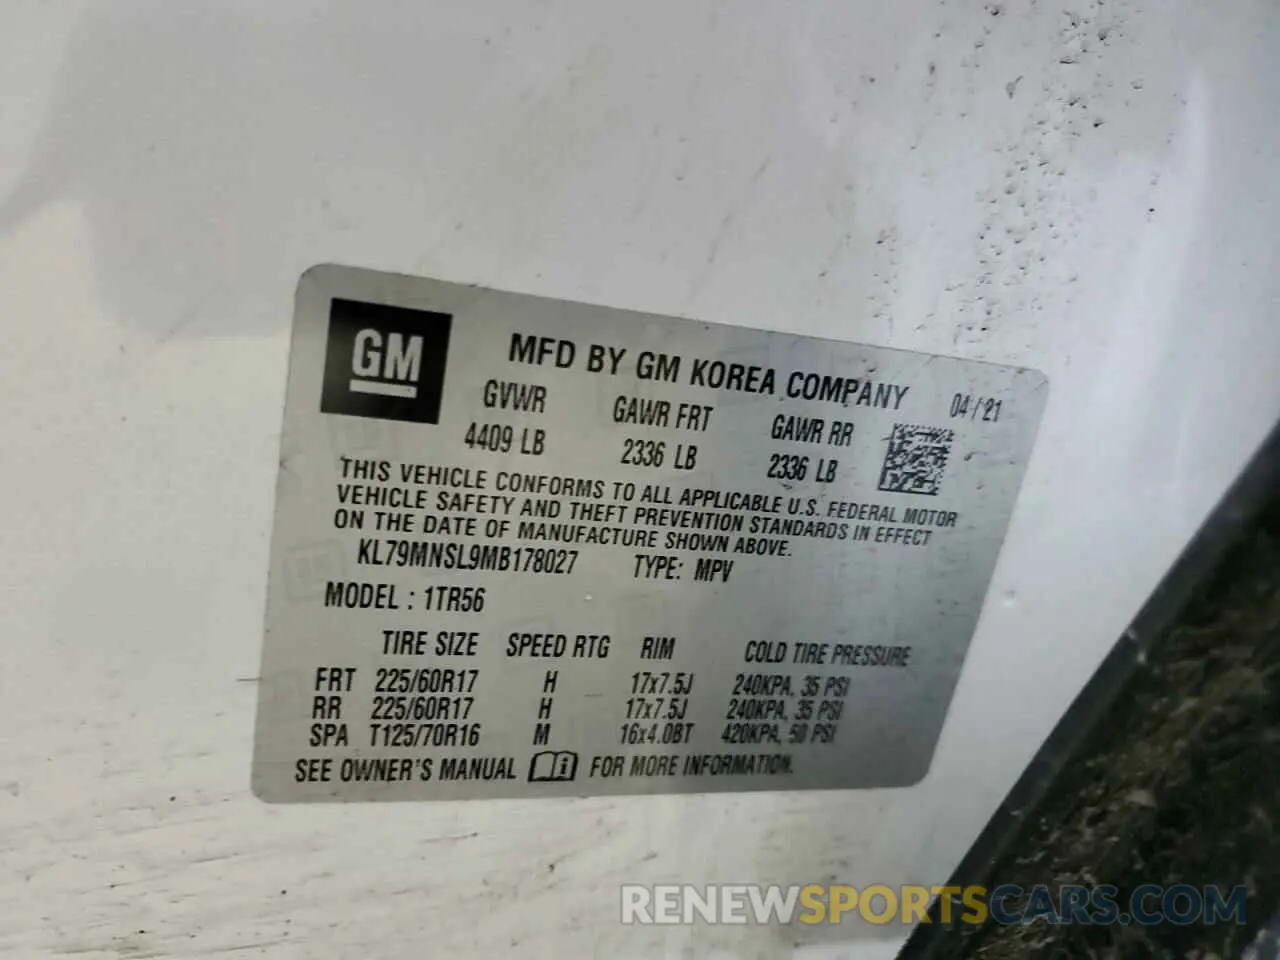 GM
MFD BY GM KOREA COMPANY 04/21
GVWR GAWR FRT GAWR RR
4409 LB 2336 LB 2336 LB
THIS VEHICLE CONFORMS TO ALL APPLICABLE U.S. FEDERAL MOTOR
VEHICLE SAFETY AND THEFT PREVENTION STANDARDS IN EFFECT
ON THE DATE OF MANUFACTURE SHOWN ABOVE.
KL79MNSL9MB178027 TYPE: MPV
MODEL : 1TR56
TIRE SIZE SPEED RTG RIM COLD TIRE PRESSURE
FRT 225/60R17 H 17x7.5J 240KPA, 35 PSI
RR 225/60R17 H 17x7.5J 240KPA, 35 PSI
SPA T125/70R16 M 16x4.0BT 420KPA, 50 PSI
SEE OWNER'S MANUAL i FOR MORE INFORMATION.
RENEWSPORTSCARS.COM